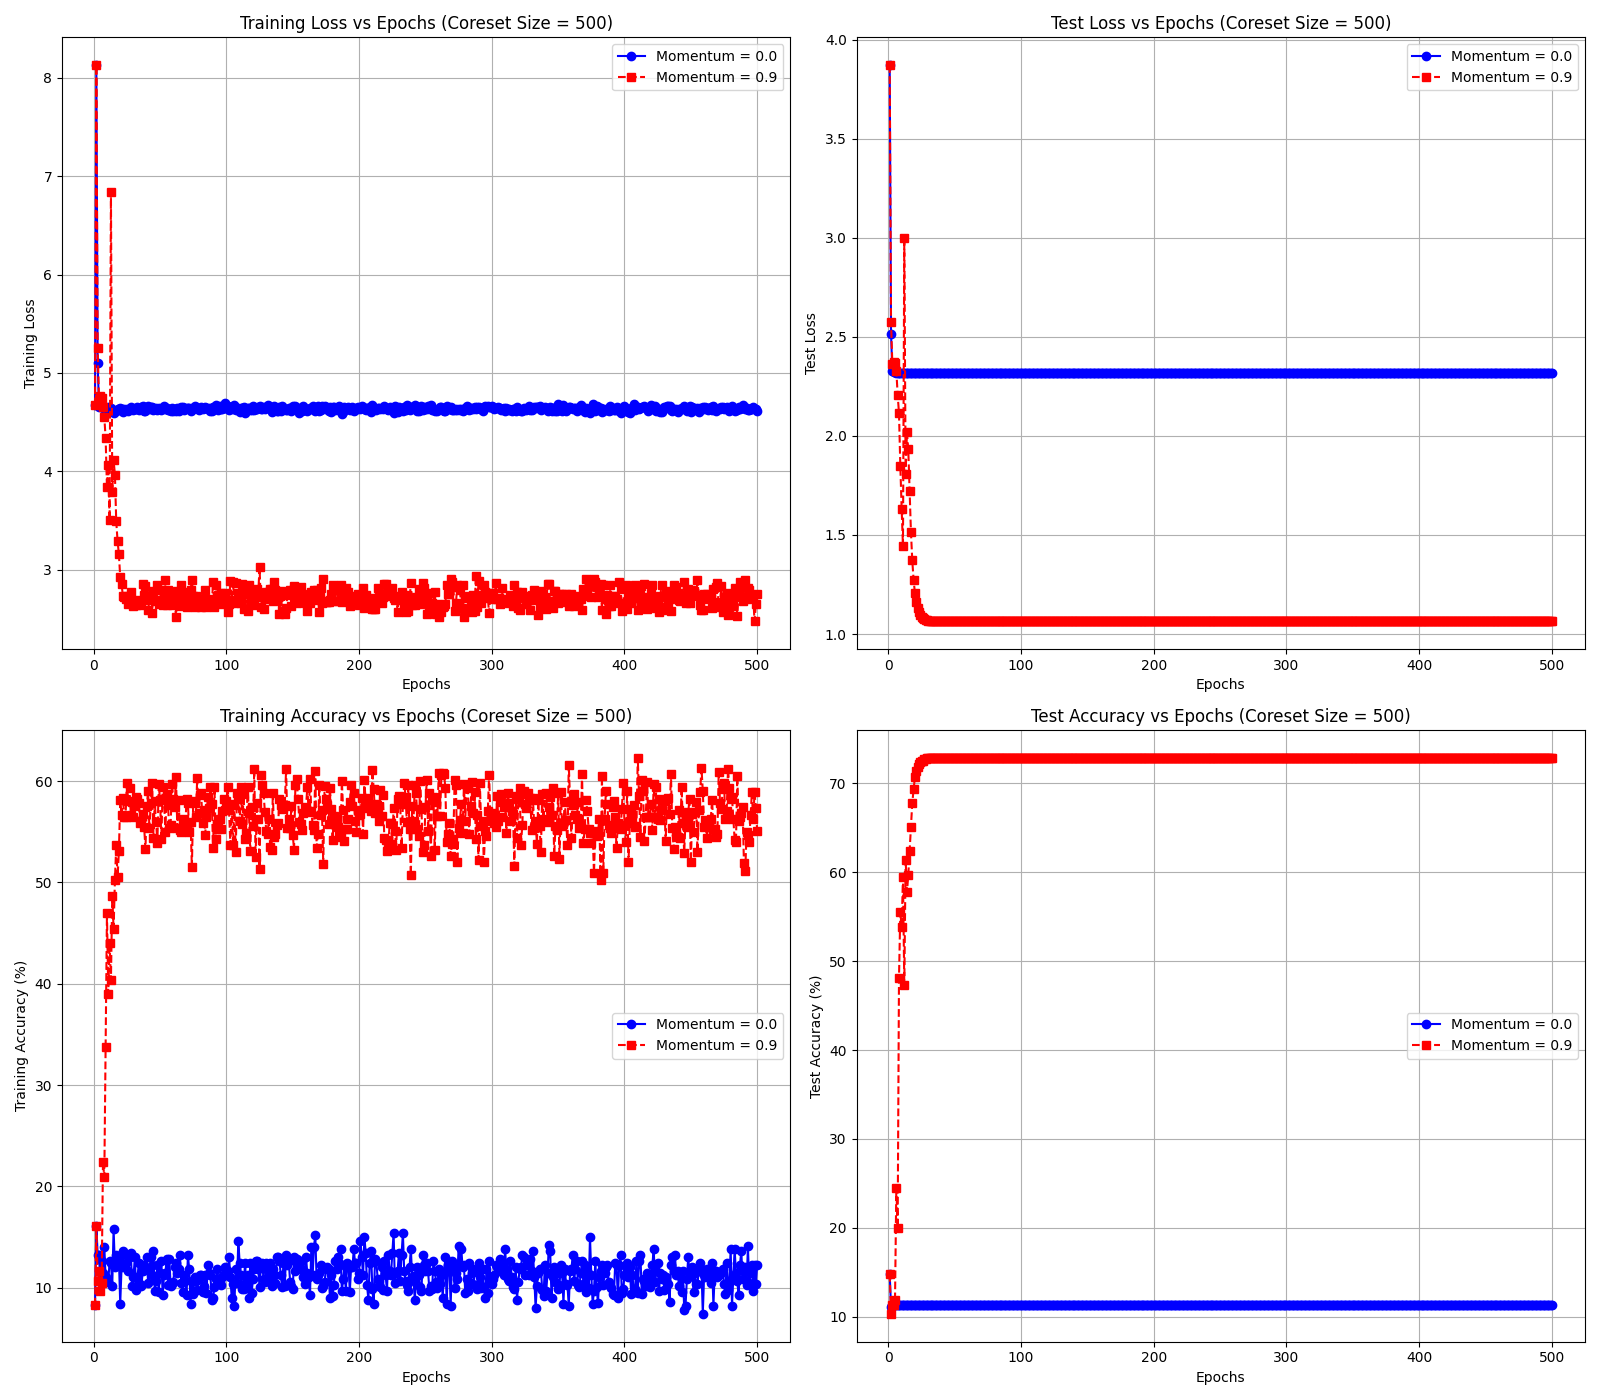 Training Loss vs Epochs (Coreset Size = 500)
Training Loss
8
7
6
5
4
3
0 100 200 300 400 500
Epochs
Momentum = 0.0
Momentum = 0.9
Test Loss vs Epochs (Coreset Size = 500)
Test Loss
4.0
3.5
3.0
2.5
2.0
1.5
1.0
0 100 200 300 400 500
Epochs
Momentum = 0.0
Momentum = 0.9
Training Accuracy vs Epochs (Coreset Size = 500)
Training Accuracy (%)
60
50
40
30
20
10
0 100 200 300 400 500
Epochs
Momentum = 0.0
Momentum = 0.9
Test Accuracy vs Epochs (Coreset Size = 500)
Test Accuracy (%)
70
60
50
40
30
20
10
0 100 200 300 400 500
Epochs
Momentum = 0.0
Momentum = 0.9